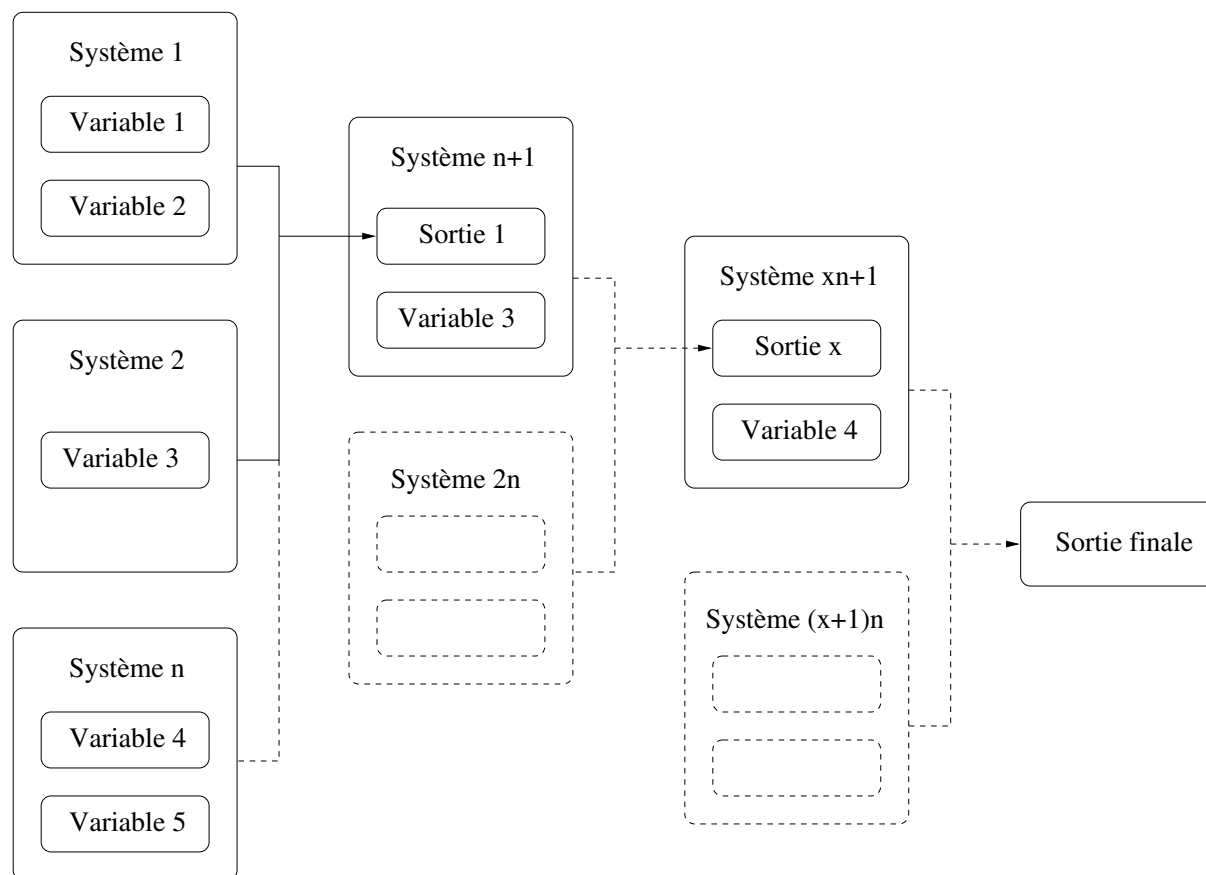 Système 1
Variable 1
Variable 2
Système 2
Variable 3
Système n
Variable 4
Variable 5
Système n+1
Sortie 1
Variable 3
Système 2n
Système xn+1
Sortie x
Variable 4
Système (x+1)n
Sortie finale